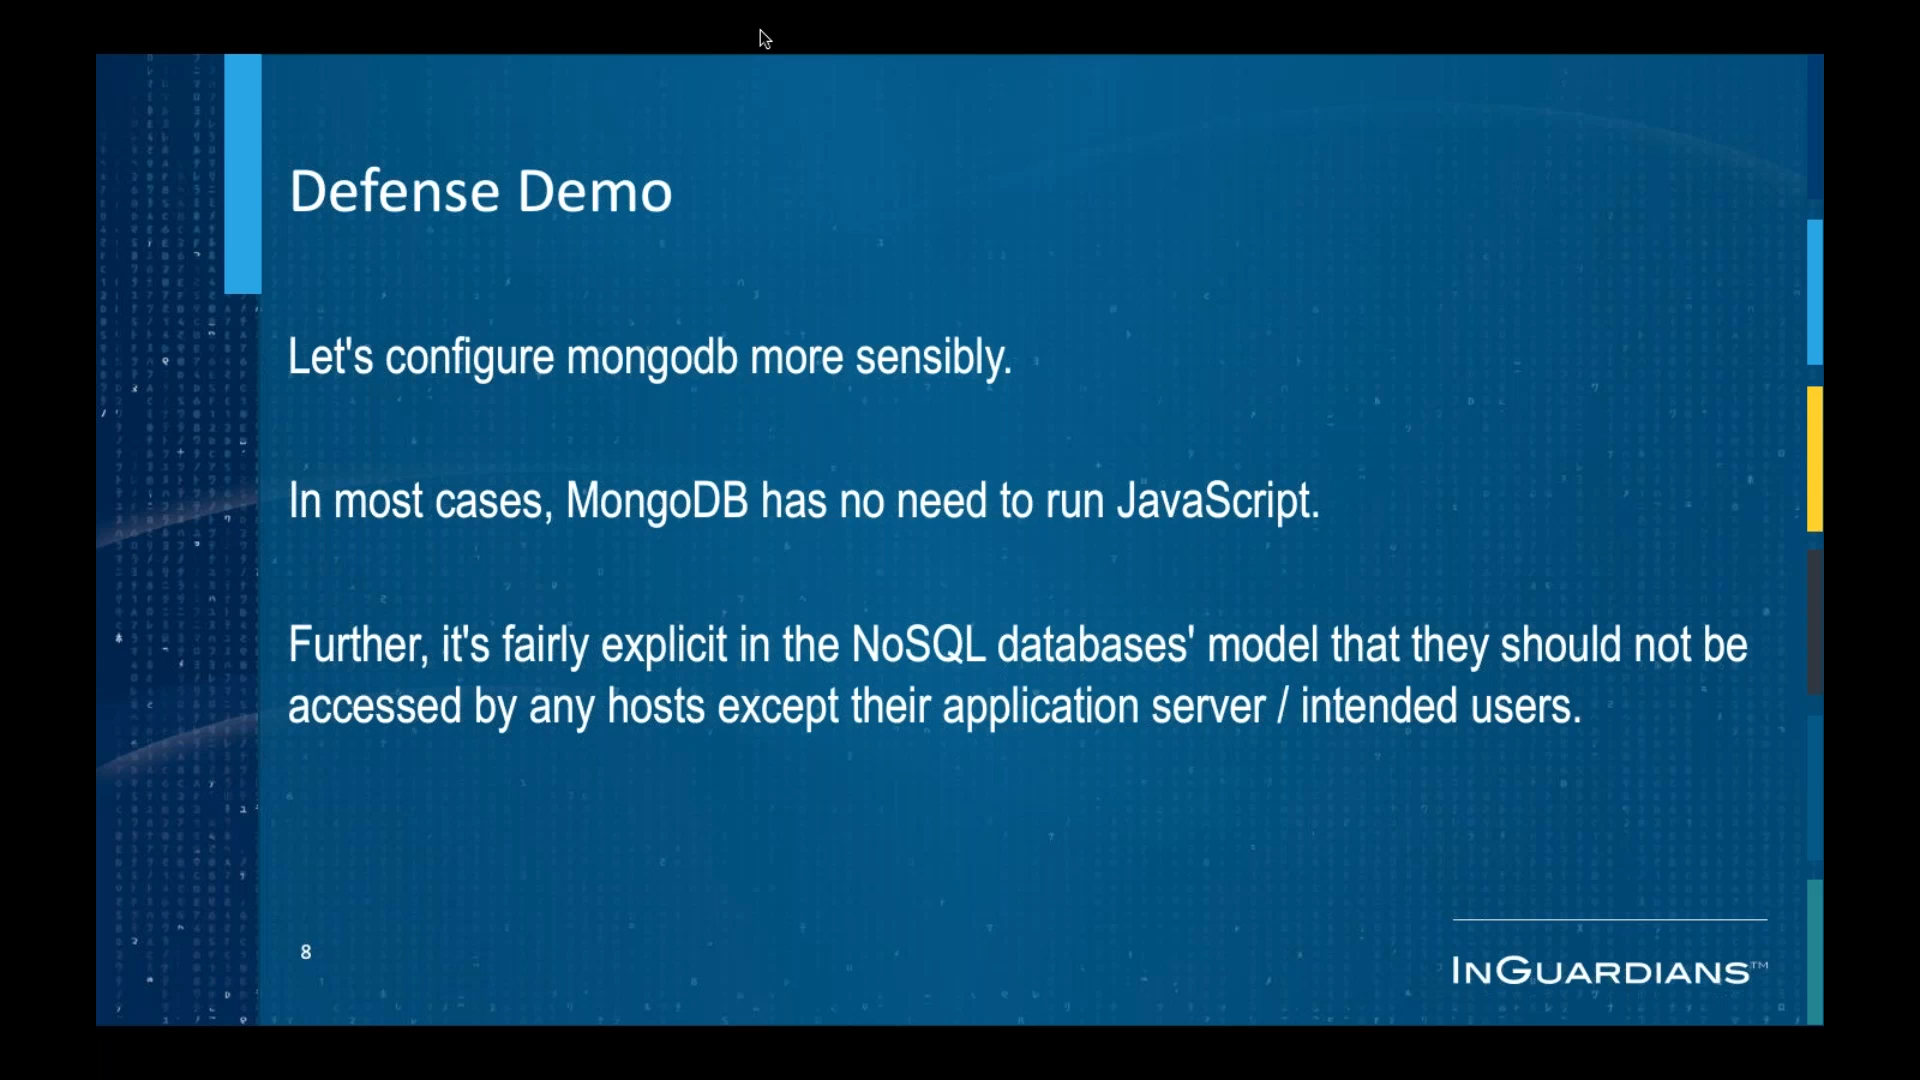 Defense Demo
Let's configure mongodb more sensibly.
In most cases, MongoDB has no need to run JavaScript.
Further, it's fairly explicit in the NoSQL databases' model that they should not be
accessed by any hosts except their application server / intended users.
8
INGUARDIANS™